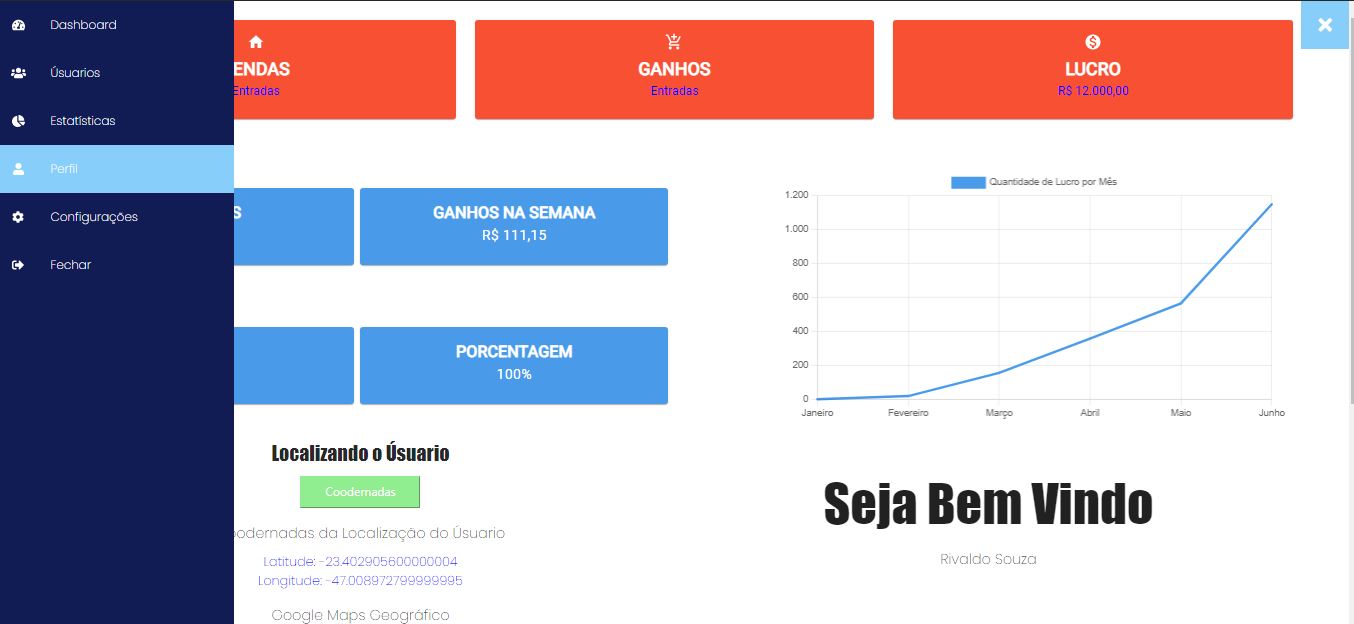 Dashboard
Úsuarios
Estatísticas
Perfil
Configurações
Fechar
ENDAS
Entradas
GANHOS
Entradas
LUCRO
R$ 12.000,00
S
GANHOS NA SEMANA
R$ 111,15
PORCENTAGEM
100%
Quantidade de Lucro por Mês
1.200
1.000
800
600
400
200
0
Janeiro Fevereiro Março Abril Maio Junho
Localizando o Úsuario
Coodernadas
oodernadas da Localização do Úsuario
Latitude: -23.402905600000004
Longitude: -47.008972799999995
Google Maps Geográfico
Seja Bem Vindo
Rivaldo Souza